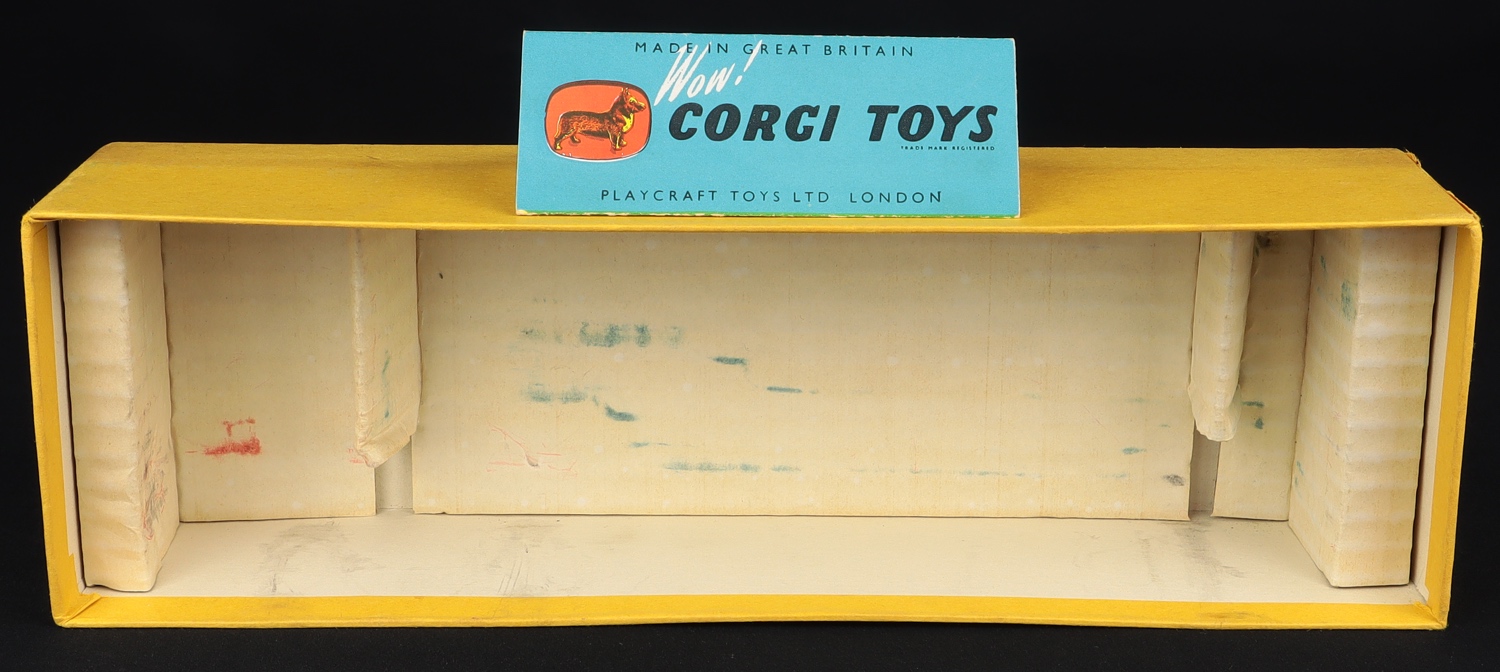 MADE IN GREAT BRITAIN
Wow!
CORGI TOYS
TRADE MARK REGISTERED
PLAYCRAFT TOYS LTD LONDON